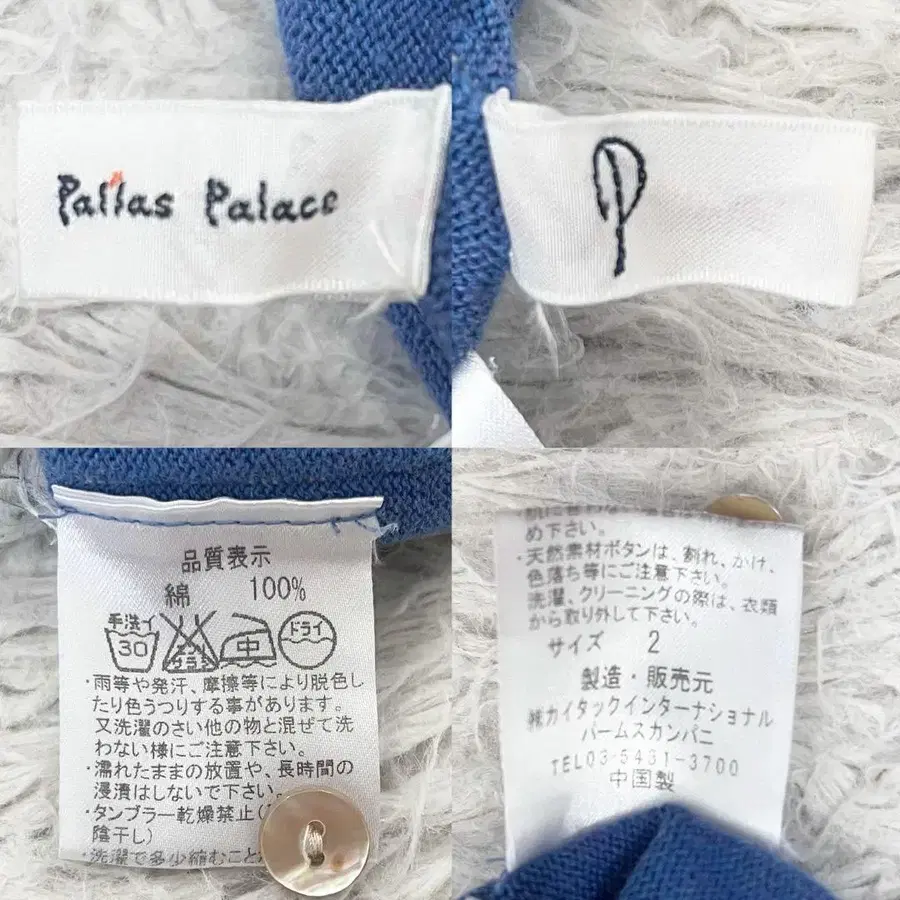 Pallas Palace
P
品質表示
綿 100%
手洗イ
30
エンソ
サラシ
中
ドライ
・雨等や発汗、摩擦等により脱色し
たり色うつりする事があります。
又洗濯のさい他の物と混ぜて洗
わない様にご注意下さい。
・濡れたままの放置や、長時間の
浸漬はしないで下さい。
・タンブラー乾燥禁止(
陰干し)
・洗濯で多少縮むこと
め下さい。
・天然素材ボタンは、割れ、かけ、
色落ち等にご注意下さい。
洗濯、クリーニングの際は、衣類
から取り外して下さい。
サイズ 2
製造・販売元
㈱カイタックインターナショナル
パームスカンパニ
TEL03-5431-3700
中国製